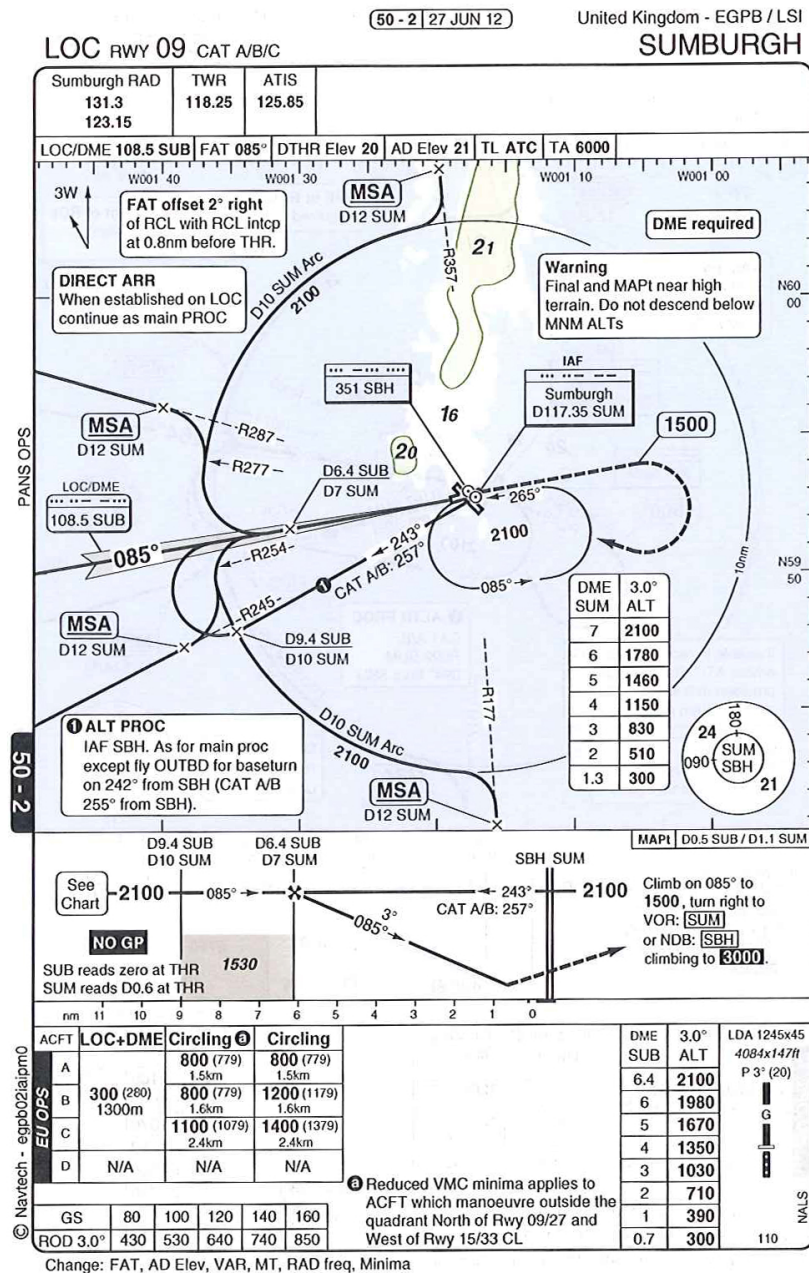 50 - 2 27 JUN 12
United Kingdom - EGPB / LSI
LOC RWY 09 CAT A/B/C
SUMBURGH
Sumburgh RAD TWR ATIS
131.3 118.25 125.85
123.15
LOC/DME 108.5 SUB FAT 085° DTHR Elev 20 AD Elev 21 TL ATC TA 6000
W001 40 W001 30 W001 10 W001 00
3W
FAT offset 2° right
of RCL with RCL intcp
at 0.8nm before THR.
MSA
D12 SUM
DME required
DIRECT ARR
When established on LOC
continue as main PROC
D10 SUM Arc
2100
R357
21
Warning
Final and MAPt near high
terrain. Do not descend below
MNM ALTs
N60
00
351 SBH
IAF
Sumburgh
D117.35 SUM
16
20
1500
MSA
D12 SUM
R287
R277
PANS OPS
LOC/DME
108.5 SUB
D6.4 SUB
D7 SUM
265°
085°
R254
243°
CAT A/B: 257°
2100
085°
10nm
N59
50
R245
MSA
D12 SUM
D9.4 SUB
D10 SUM
R177
DME 3.0°
SUM ALT
7 2100
6 1780
5 1460
4 1150
3 830
2 510
1.3 300
D10 SUM Arc
2100
1 ALT PROC
IAF SBH. As for main proc
except fly OUTBD for baseturn
on 242° from SBH (CAT A/B
255° from SBH).
50 - 2
MSA
D12 SUM
180
24
090
SUM
SBH
21
MAPt D0.5 SUB / D1.1 SUM
D9.4 SUB D6.4 SUB
D10 SUM D7 SUM
SBH SUM
See
Chart
2100 085° 243° 2100
CAT A/B: 257°
3°
085°
Climb on 085° to
1500, turn right to
VOR: SUM
or NDB: SBH
climbing to 3000.
NO GP
1530
SUB reads zero at THR
SUM reads D0.6 at THR
nm 11 10 9 8 7 6 5 4 3 2 1 0
ACFT LOC+DME Circling a Circling
EU OPS
A 800 (779) 800 (779)
1.5km 1.5km
B 300 (280) 800 (779) 1200 (1179)
1300m 1.6km 1.6km
C 1100 (1079) 1400 (1379)
2.4km 2.4km
D N/A N/A N/A
GS 80 100 120 140 160
ROD 3.0° 430 530 640 740 850
a Reduced VMC minima applies to
ACFT which manoeuvre outside the
quadrant North of Rwy 09/27 and
West of Rwy 15/33 CL
DME 3.0°
SUB ALT
6.4 2100
6 1980
5 1670
4 1350
3 1030
2 710
1 390
0.7 300
LDA 1245x45
4084x147ft
P 3° (20)
G
110
NALS
© Navtech - egpb02iaipm0
Change: FAT, AD Elev, VAR, MT, RAD freq, Minima